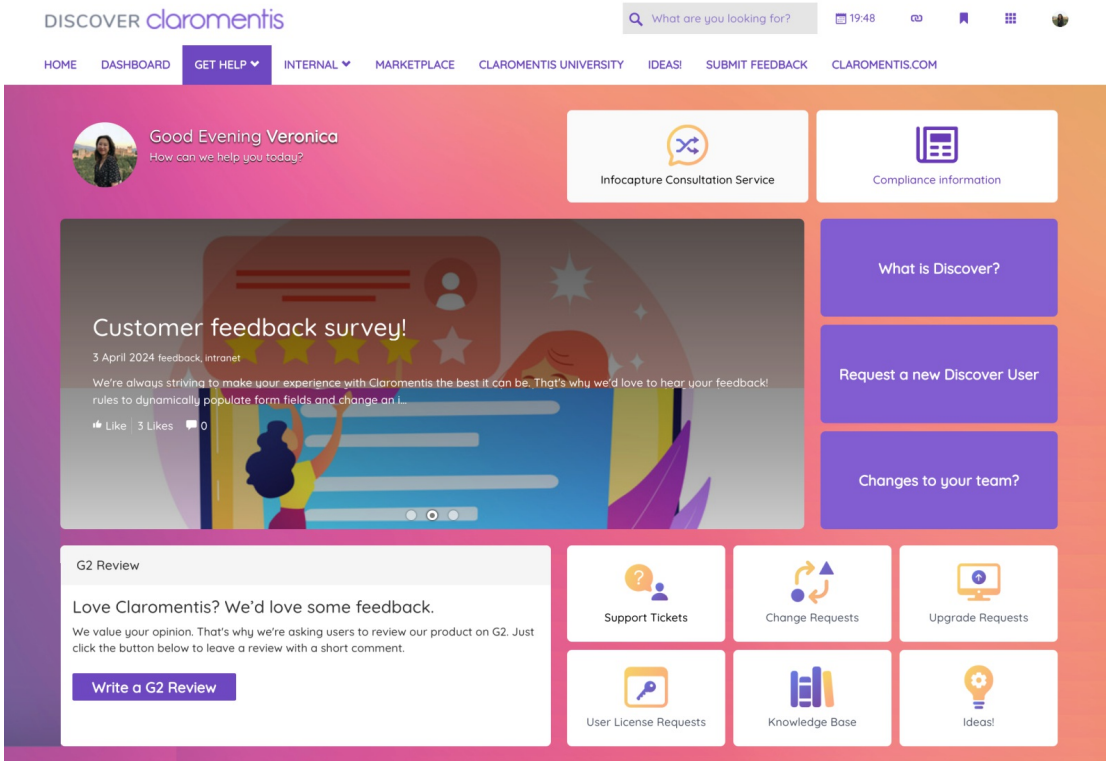 DISCOVER claromentis
What are you looking for?
19:48
HOME DASHBOARD GET HELP INTERNAL MARKETPLACE CLAROMENTIS UNIVERSITY IDEAS! SUBMIT FEEDBACK CLAROMENTIS.COM
Good Evening Veronica
How can we help you today?
Infocapture Consultation Service
Compliance information
Customer feedback survey!
3 April 2024 feedback, intranet
We're always striving to make your experience with Claromentis the best it can be. That's why we'd love to hear your feedback!
rules to dynamically populate form fields and change an i...
Like 3 Likes 0
What is Discover?
Request a new Discover User
Changes to your team?
G2 Review
Love Claromentis? We'd love some feedback.
We value your opinion. That's why we're asking users to review our product on G2. Just
click the button below to leave a review with a short comment.
Write a G2 Review
Support Tickets
Change Requests
Upgrade Requests
User License Requests
Knowledge Base
Ideas!